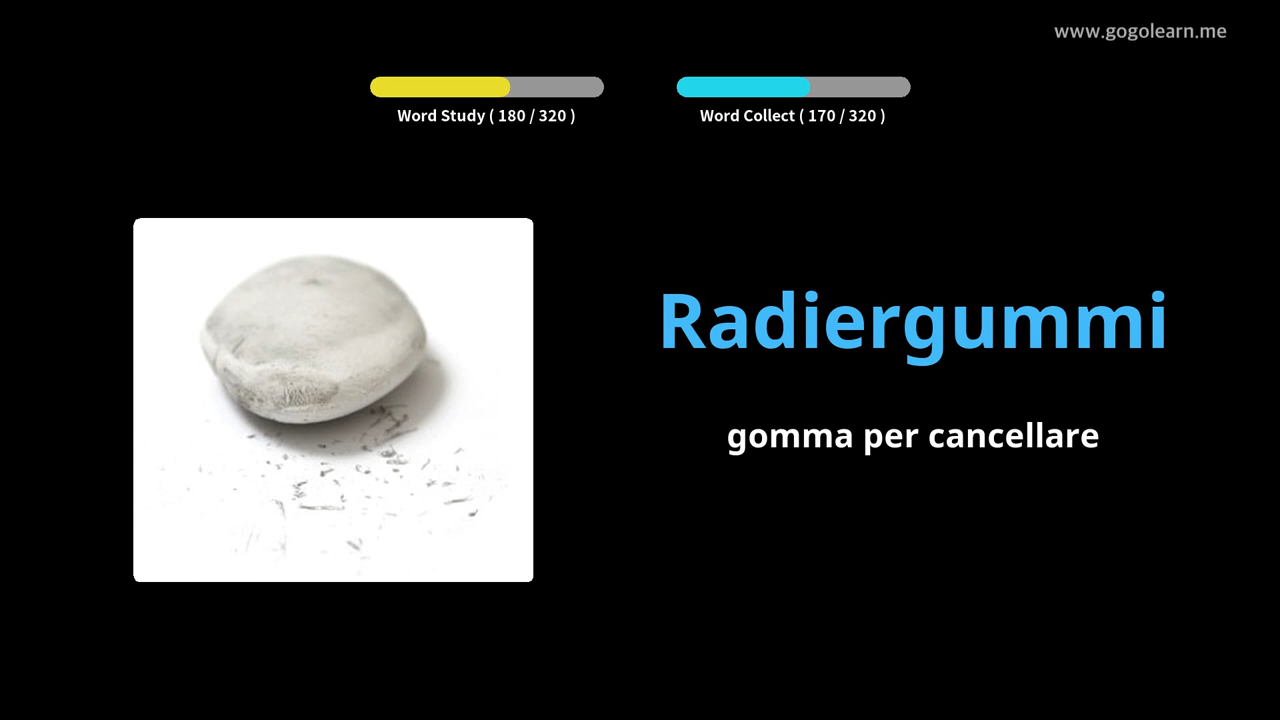 www.gogolearn.me
Word Study ( 180 / 320 )
Word Collect ( 170 / 320 )
Radiergummi
gomma per cancellare